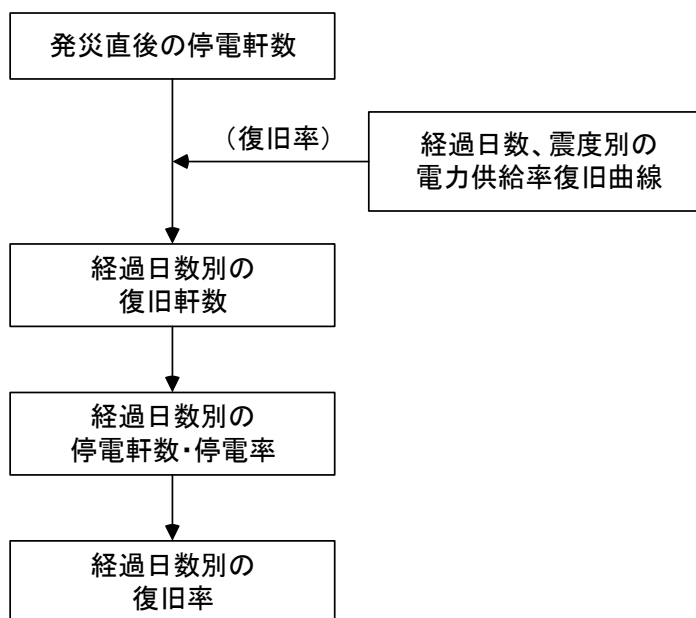 発災直後の停電軒数
（復旧率）
経過日数、震度別の
電力供給率復旧曲線
経過日数別の
復旧軒数
経過日数別の
停電軒数・停電率
経過日数別の
復旧率